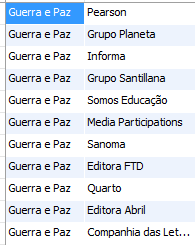 Guerra e Paz Pearson
Guerra e Paz Grupo Planeta
Guerra e Paz Informa
Guerra e Paz Grupo Santillana
Guerra e Paz Somos Educação
Guerra e Paz Media Participations
Guerra e Paz Sanoma
Guerra e Paz Editora FTD
Guerra e Paz Quarto
Guerra e Paz Editora Abril
Guerra e Paz Companhia das Let...